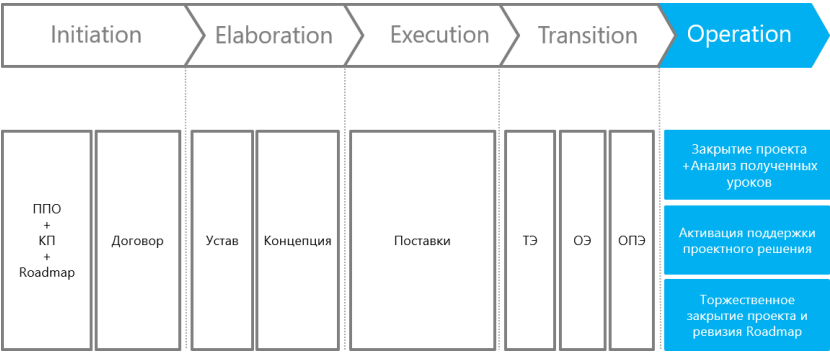 Initiation
Elaboration
Execution
Transition
Operation
ППО
+
КП
+
Roadmap
Договор
Устав
Концепция
Поставки
ТЭ
ОЭ
ОПЭ
Закрытие проекта
+Анализ полученных
уроков
Активация поддержки
проектного решения
Торжественное
закрытие проекта и
ревизия Roadmap